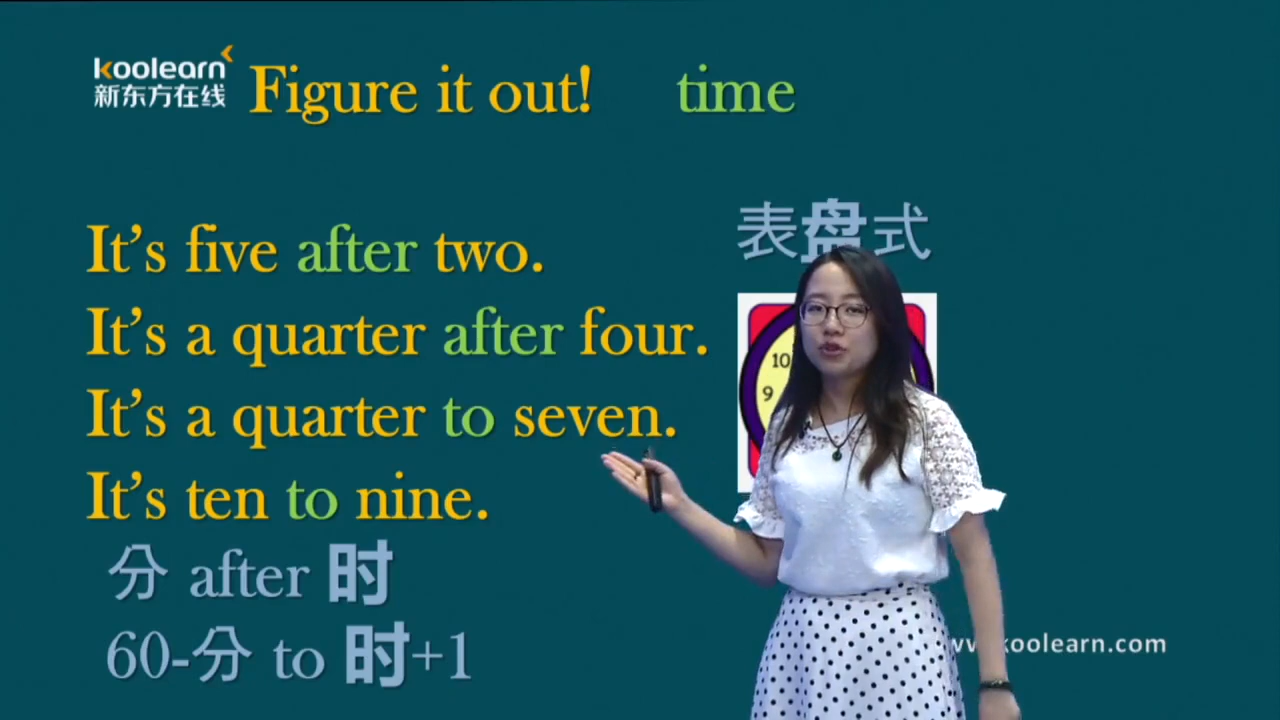 koolearn
新东方在线
Figure it out! time
It's five after two.
It's a quarter after four.
It's a quarter to seven.
It's ten to nine.
分 after 时
60-分 to 时+1
表盘式
10
9
koolearn.com